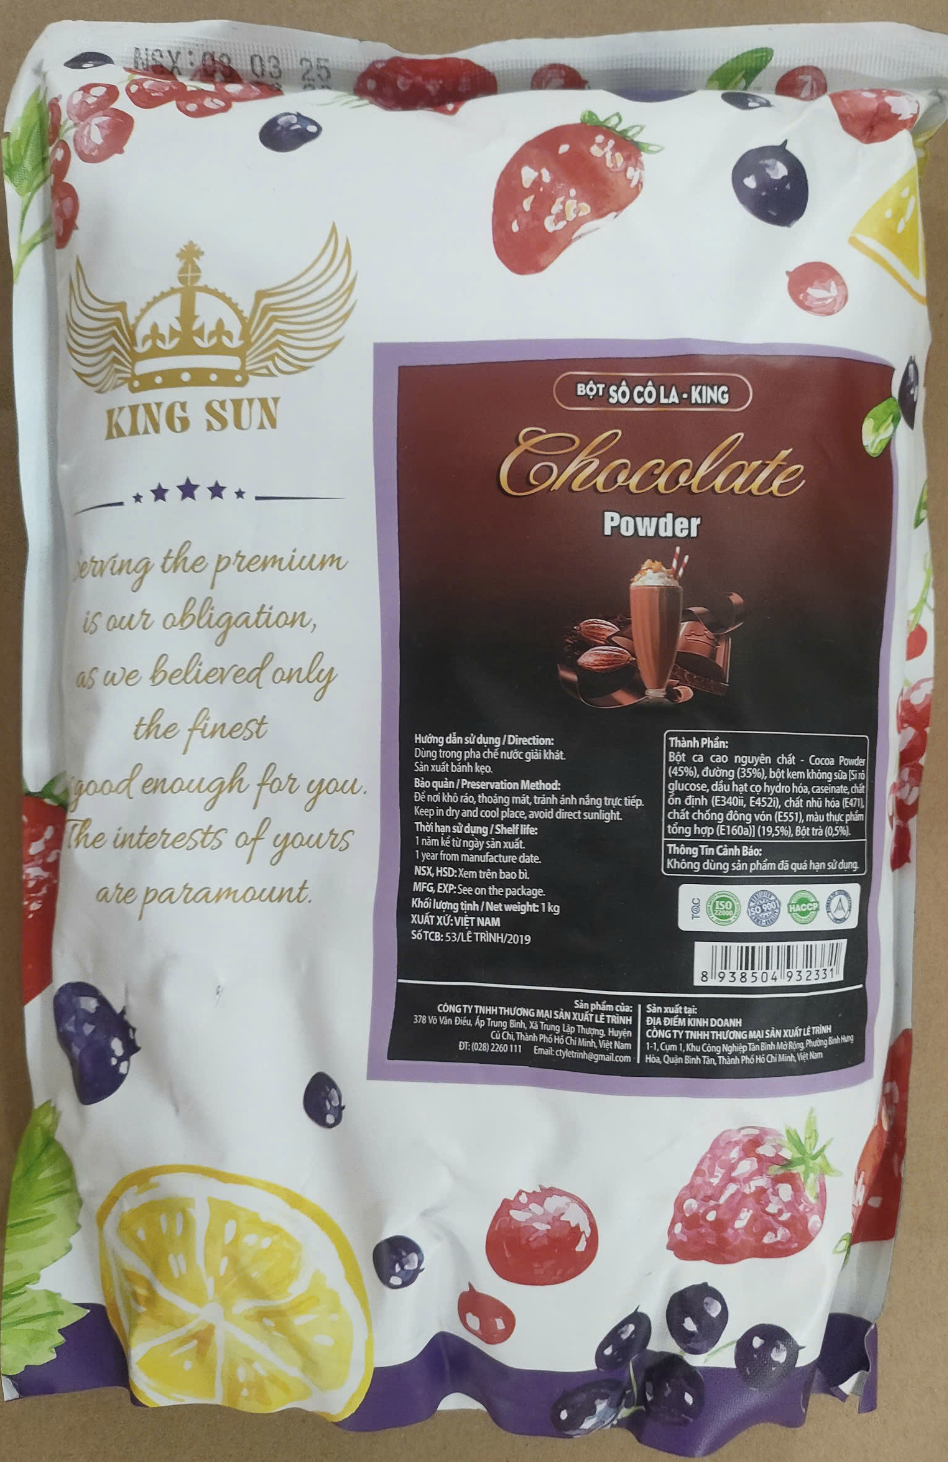 NSX: 03 03 25
KING SUN
erving the premium
is our obligation,
as we believed only
the finest
good enough for you.
The interests of yours
are paramount.
BỘT SÔ CÔ LA - KING
Chocolate
Powder
Hướng dẫn sử dụng / Direction:
Dùng trong pha chế nước giải khát.
Sản xuất bánh kẹo.
Bảo quản / Preservation Method:
Để nơi khô ráo, thoáng mát, tránh ánh nắng trực tiếp.
Keep in dry and cool place, avoid direct sunlight.
Thời hạn sử dụng / Shelf life:
1 năm kể từ ngày sản xuất.
1 year from manufacture date.
NSX, HSD: Xem trên bao bì.
MFG, EXP: See on the package.
Khối lượng tịnh / Net weight: 1 kg
XUẤT XỨ: VIỆT NAM
Số TCB: 53/LÊ TRÌNH/2019
Thành Phần:
Bột ca cao nguyên chất - Cocoa Powder
(45%), đường (35%), bột kem không sữa [Si rô
glucose, dầu hạt cọ hydro hóa, caseinate, chất
ổn định (E340ii, E452i), chất nhũ hóa (E471),
chất chống đông vón (E551), màu thực phẩm
tổng hợp (E160a)] (19,5%), Bột trà (0,5%).
Thông Tin Cảnh Báo:
Không dùng sản phẩm đã quá hạn sử dụng.
TQC
ISO
22000
ISO 9001
HACCP
8 938504 932331
Sản phẩm của:
CÔNG TY TNHH THƯƠNG MẠI SẢN XUẤT LÊ TRÌNH
378 Võ Văn Điều, Ấp Trung Bình, Xã Trung Lập Thượng, Huyện
Củ Chi, Thành Phố Hồ Chí Minh, Việt Nam
ĐT: (028) 2260 111 Email: ctyletrinh@gmail.com
Sản xuất tại:
ĐỊA ĐIỂM KINH DOANH
CÔNG TY TNHH THƯƠNG MẠI SẢN XUẤT LÊ TRÌNH
1-1, Cụm 1, Khu Công Nghiệp Tân Bình Mở Rộng, Phường Bình Hưng
Hòa, Quận Bình Tân, Thành Phố Hồ Chí Minh, Việt Nam